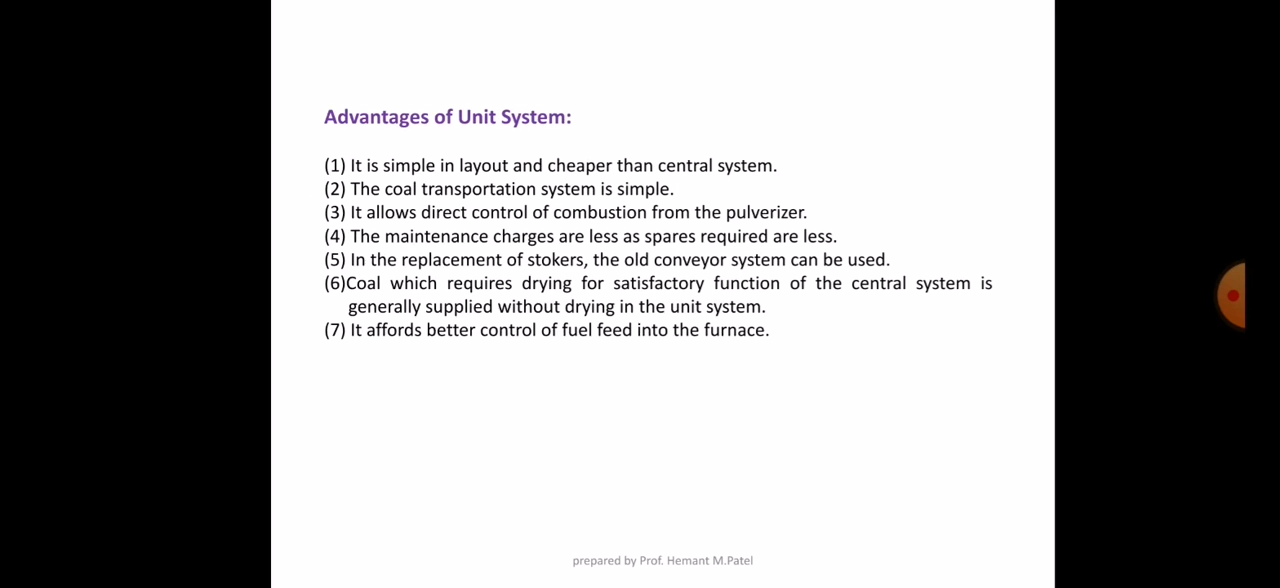 Advantages of Unit System:
(1) It is simple in layout and cheaper than central system.
(2) The coal transportation system is simple.
(3) It allows direct control of combustion from the pulverizer.
(4) The maintenance charges are less as spares required are less.
(5) In the replacement of stokers, the old conveyor system can be used.
(6)Coal which requires drying for satisfactory function of the central system is
generally supplied without drying in the unit system.
(7) It affords better control of fuel feed into the furnace.
prepared by Prof. Hemant M.Patel